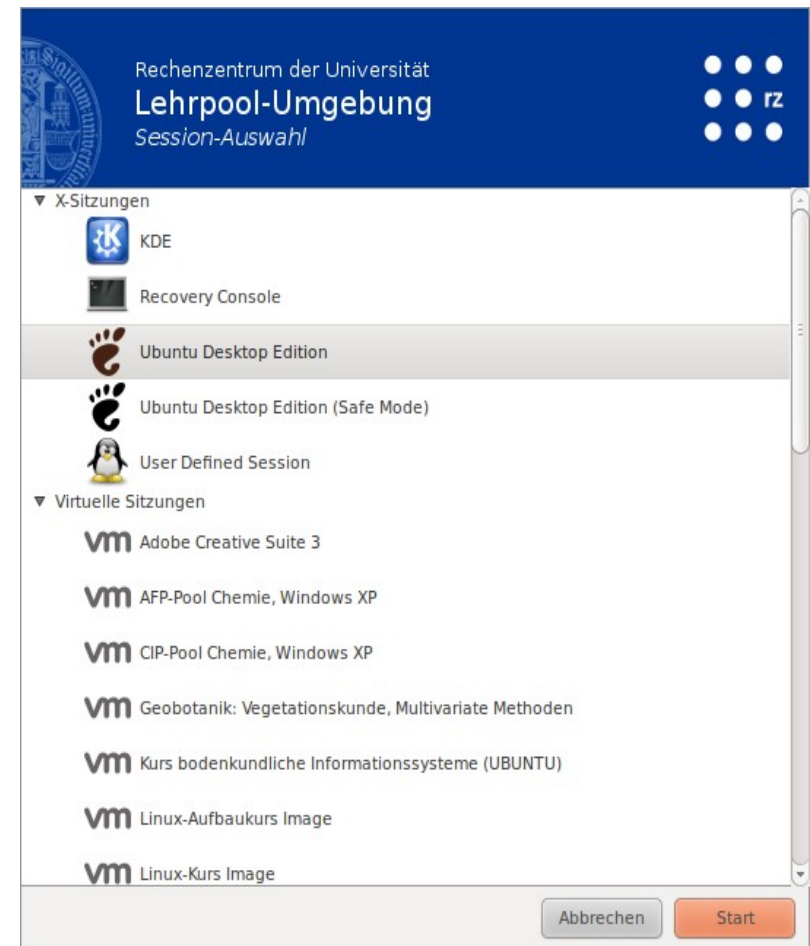 Rechenzentrum der Universität
Lehrpool-Umgebung
Session-Auswahl
rz
X-Sitzungen
KDE
Recovery Console
Ubuntu Desktop Edition
Ubuntu Desktop Edition (Safe Mode)
User Defined Session
Virtuelle Sitzungen
vm Adobe Creative Suite 3
vm AFP-Pool Chemie, Windows XP
vm CIP-Pool Chemie, Windows XP
vm Geobotanik: Vegetationskunde, Multivariate Methoden
vm Kurs bodenkundliche Informationssysteme (UBUNTU)
vm Linux-Aufbaukurs Image
vm Linux-Kurs Image
Abbrechen Start